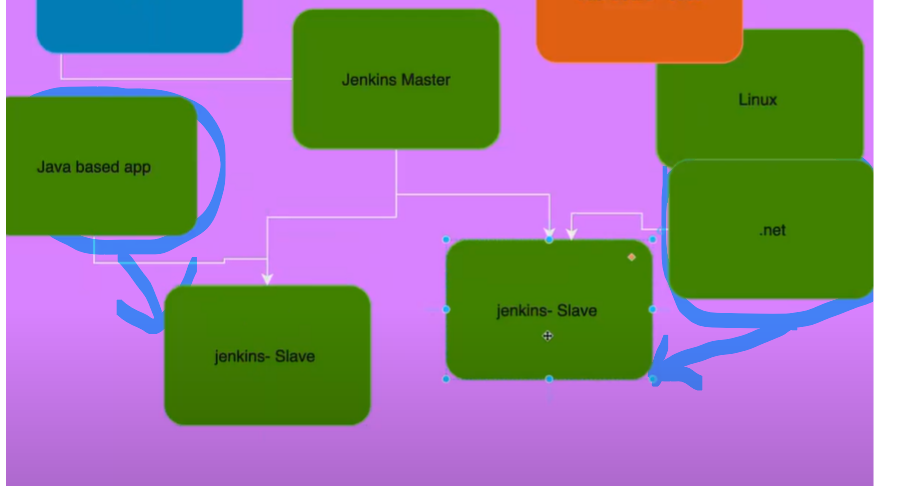 Jenkins Master
Linux
Java based app
.net
jenkins- Slave
jenkins- Slave